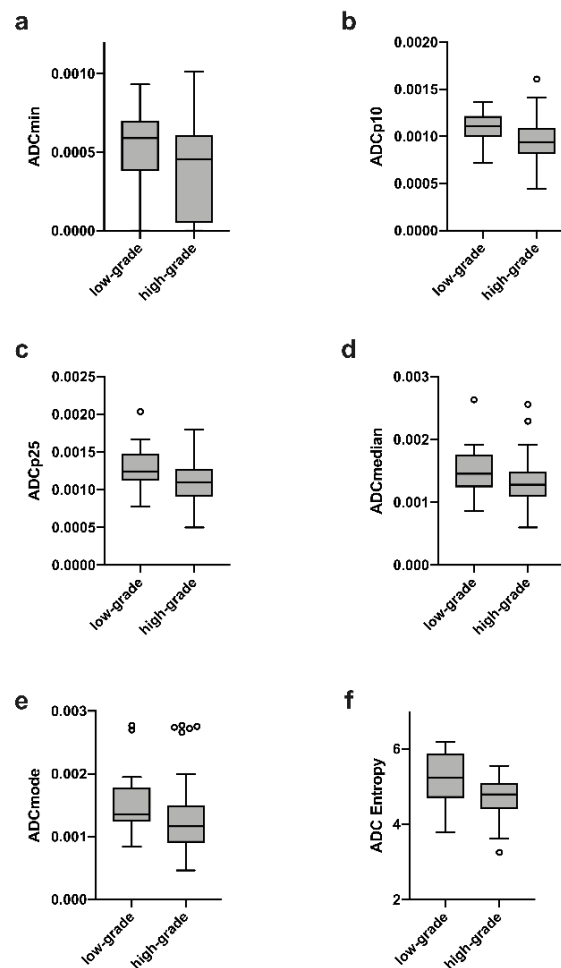 a
ADCmin
0.0010
0.0005
0.0000
low-grade
high-grade
b
ADCp10
0.0020
0.0015
0.0010
0.0005
0.0000
low-grade
high-grade
c
ADCp25
0.0025
0.0020
0.0015
0.0010
0.0005
0.0000
low-grade
high-grade
d
ADCmedian
0.003
0.002
0.001
0.000
low-grade
high-grade
e
ADCmode
0.003
0.002
0.001
0.000
low-grade
high-grade
f
ADC Entropy
6
4
2
low-grade
high-grade